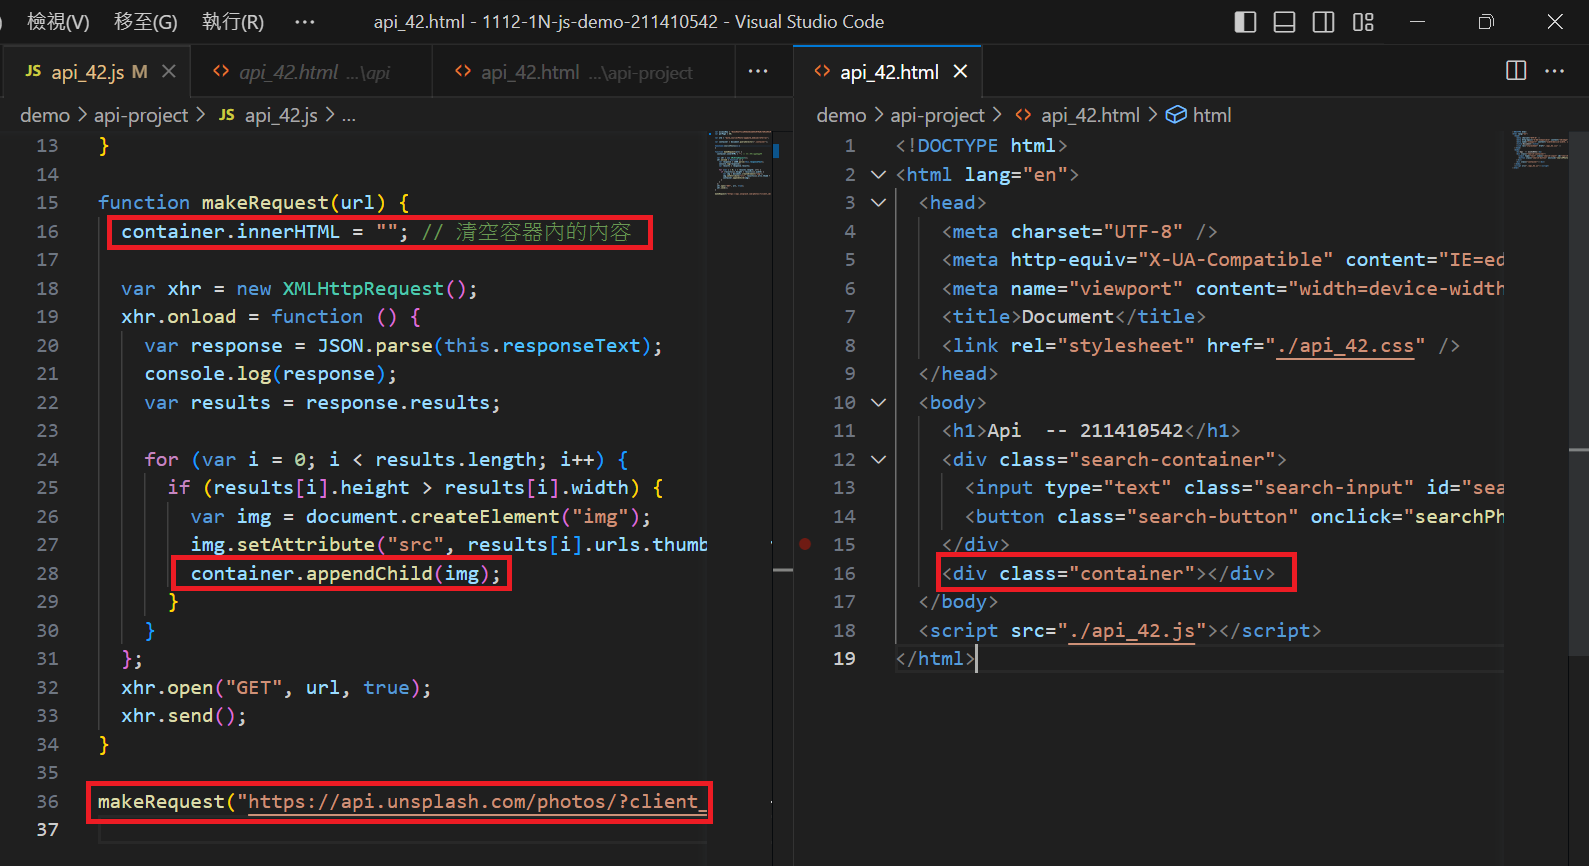 檢視(V) 移至(G) 執行(R) ··· api_42.html - 1112-1N-js-demo-211410542 - Visual Studio Code
JS api_42.js M api_42.html ...\api api_42.html ...\api-project ···
demo > api-project > JS api_42.js > ...
13 }
14
15 function makeRequest(url) {
16 container.innerHTML = ""; // 清空容器內的內容
17
18 var xhr = new XMLHttpRequest();
19 xhr.onload = function () {
20 var response = JSON.parse(this.responseText);
21 console.log(response);
22 var results = response.results;
23
24 for (var i = 0; i < results.length; i++) {
25 if (results[i].height > results[i].width) {
26 var img = document.createElement("img");
27 img.setAttribute("src", results[i].urls.thumb
28 container.appendChild(img);
29 }
30 }
31 };
32 xhr.open("GET", url, true);
33 xhr.send();
34 }
35
36 makeRequest("https://api.unsplash.com/photos/?client_
37
api_42.html ···
demo > api-project > api_42.html > html
1 <!DOCTYPE html>
2 <html lang="en">
3 <head>
4 <meta charset="UTF-8" />
5 <meta http-equiv="X-UA-Compatible" content="IE=ed
6 <meta name="viewport" content="width=device-width
7 <title>Document</title>
8 <link rel="stylesheet" href="./api_42.css" />
9 </head>
10 <body>
11 <h1>Api  -- 211410542</h1>
12 <div class="search-container">
13 <input type="text" class="search-input" id="sea
14 <button class="search-button" onclick="searchPh
15 </div>
16 <div class="container"></div>
17 </body>
18 <script src="./api_42.js"></script>
19 </html>